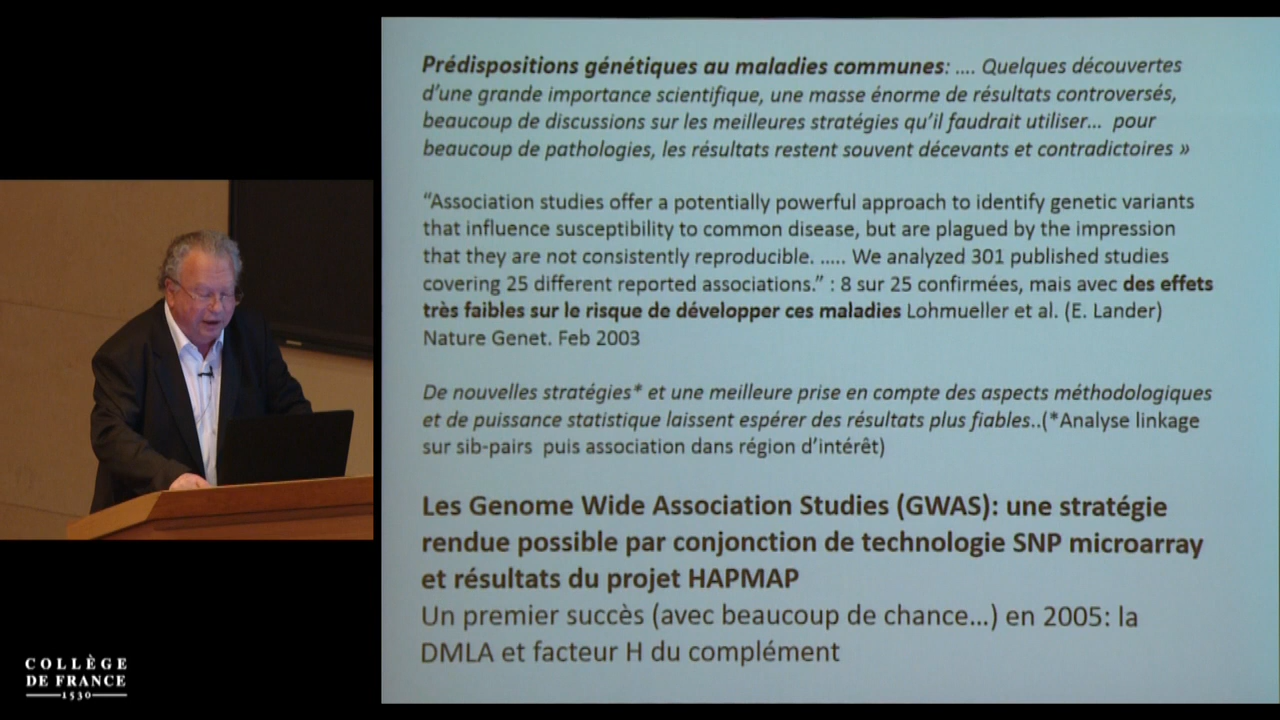 Prédispositions génétiques au maladies communes: .... Quelques découvertes
d'une grande importance scientifique, une masse énorme de résultats controversés,
beaucoup de discussions sur les meilleures stratégies qu'il faudrait utiliser... pour
beaucoup de pathologies, les résultats restent souvent décevants et contradictoires »
"Association studies offer a potentially powerful approach to identify genetic variants
that influence susceptibility to common disease, but are plagued by the impression
that they are not consistently reproducible. ..... We analyzed 301 published studies
covering 25 different reported associations." : 8 sur 25 confirmées, mais avec des effets
très faibles sur le risque de développer ces maladies Lohmueller et al. (E. Lander)
Nature Genet. Feb 2003
De nouvelles stratégies* et une meilleure prise en compte des aspects méthodologiques
et de puissance statistique laissent espérer des résultats plus fiables..(*Analyse linkage
sur sib-pairs puis association dans région d'intérêt)
Les Genome Wide Association Studies (GWAS): une stratégie
rendue possible par conjonction de technologie SNP microarray
et résultats du projet HAPMAP
Un premier succès (avec beaucoup de chance...) en 2005: la
DMLA et facteur H du complément
COLLÈGE
DE FRANCE
1530